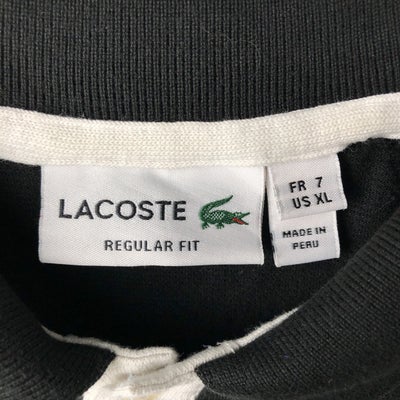 LACOSTE
REGULAR FIT
FR 7
US XL
MADE IN
PERU